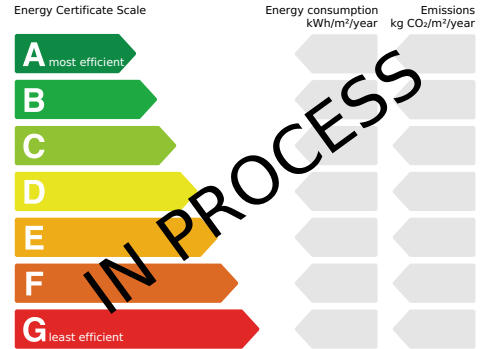 Energy Certificate Scale
Energy consumption
kWh/m²/year
Emissions
kg CO₂/m²/year
A most efficient
B
C
D
E
F
G least efficient
IN PROCESS